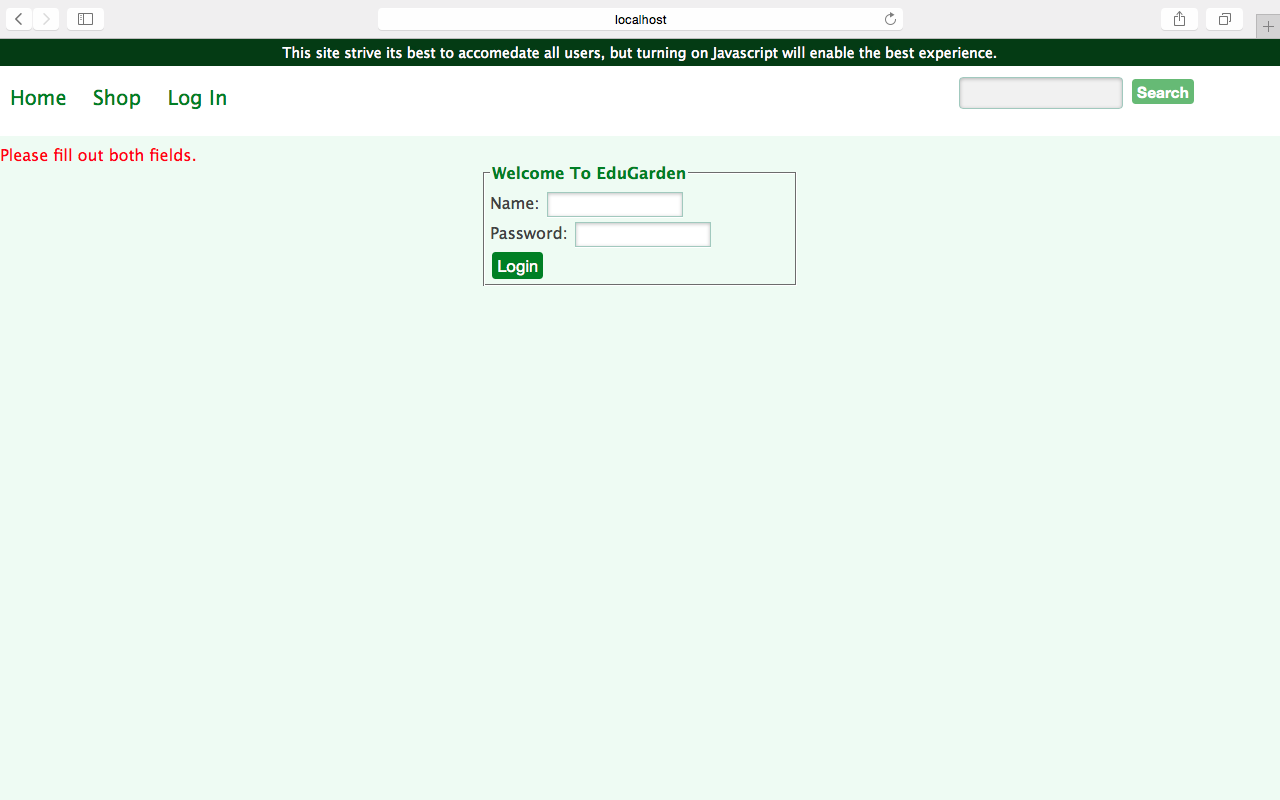 localhost
This site strive its best to accomedate all users, but turning on Javascript will enable the best experience.
Home Shop Log In Search
Please fill out both fields.
Welcome To EduGarden
Name:
Password:
Login